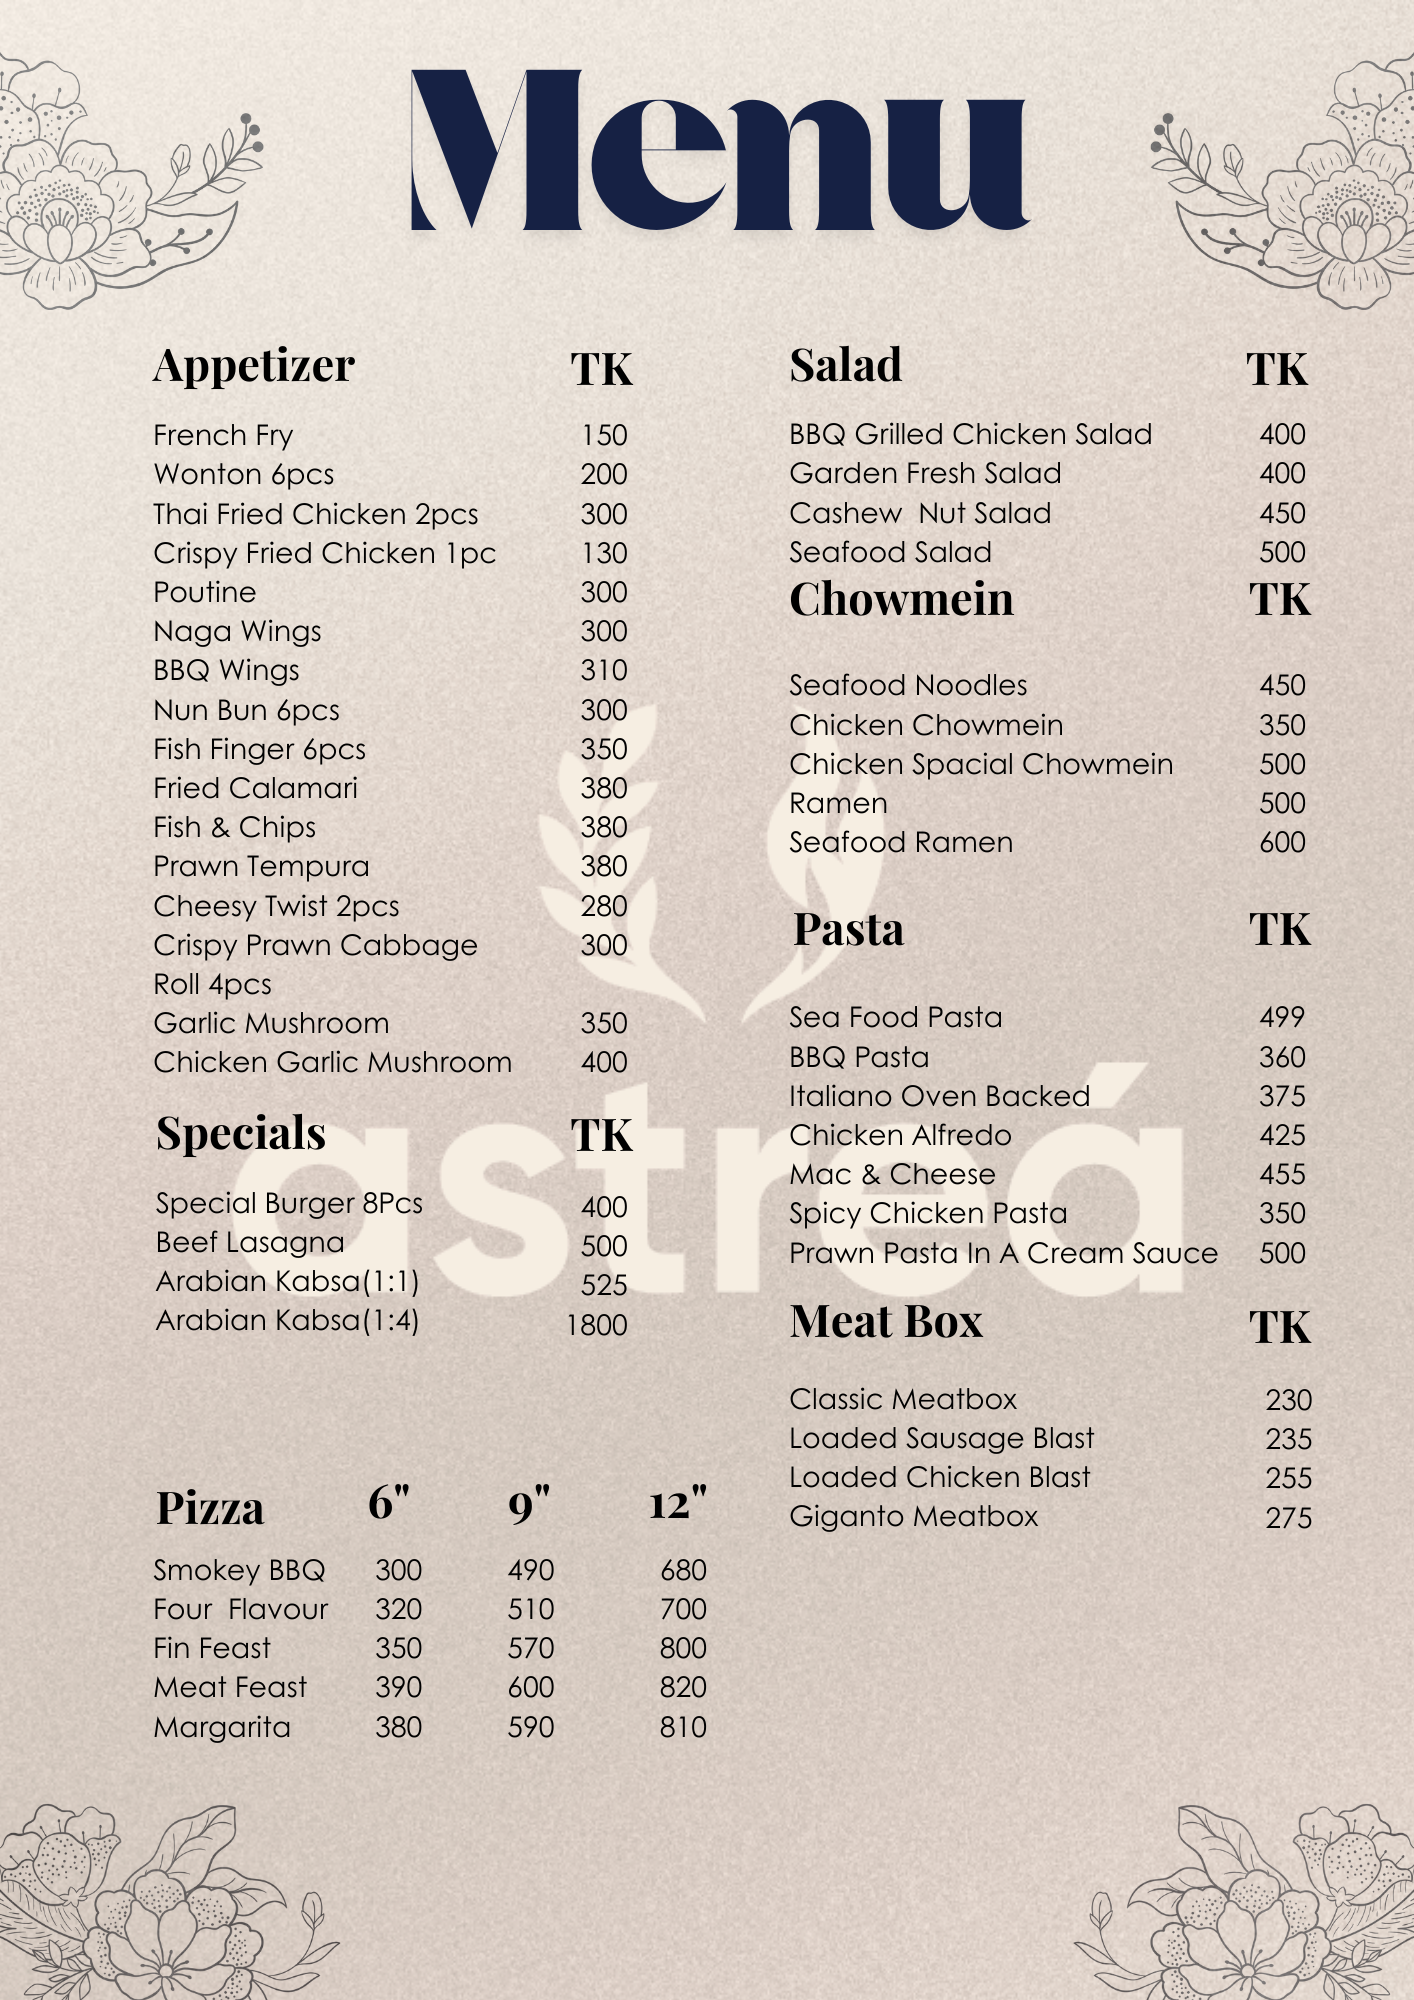 Menu
Appetizer TK
French Fry 150
Wonton 6pcs 200
Thai Fried Chicken 2pcs 300
Crispy Fried Chicken 1pc 130
Poutine 300
Naga Wings 300
BBQ Wings 310
Nun Bun 6pcs 300
Fish Finger 6pcs 350
Fried Calamari 380
Fish & Chips 380
Prawn Tempura 380
Cheesy Twist 2pcs 280
Crispy Prawn Cabbage 300
Roll 4pcs
Garlic Mushroom 350
Chicken Garlic Mushroom 400
Specials TK
Special Burger 8Pcs 400
Beef Lasagna 500
Arabian Kabsa(1:1) 525
Arabian Kabsa(1:4) 1800
Pizza 6" 9" 12"
Smokey BBQ 300 490 680
Four Flavour 320 510 700
Fin Feast 350 570 800
Meat Feast 390 600 820
Margarita 380 590 810
Salad TK
BBQ Grilled Chicken Salad 400
Garden Fresh Salad 400
Cashew Nut Salad 450
Seafood Salad 500
Chowmein TK
Seafood Noodles 450
Chicken Chowmein 350
Chicken Spacial Chowmein 500
Ramen 500
Seafood Ramen 600
Pasta TK
Sea Food Pasta 499
BBQ Pasta 360
Italiano Oven Backed 375
Chicken Alfredo 425
Mac & Cheese 455
Spicy Chicken Pasta 350
Prawn Pasta In A Cream Sauce 500
Meat Box TK
Classic Meatbox 230
Loaded Sausage Blast 235
Loaded Chicken Blast 255
Giganto Meatbox 275
astreá